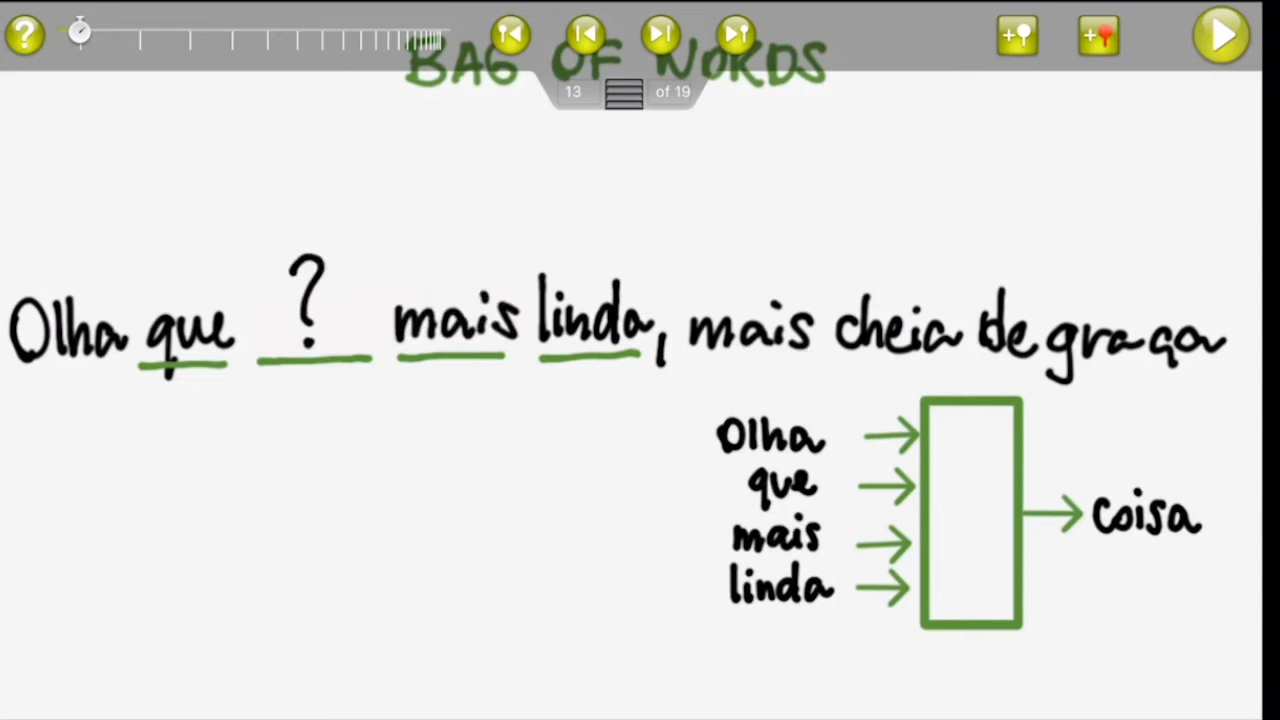 BAG OF WORDS
13 of 19
?
Olha que mais linda, mais cheia de graça
Olha
que
mais
linda
coisa